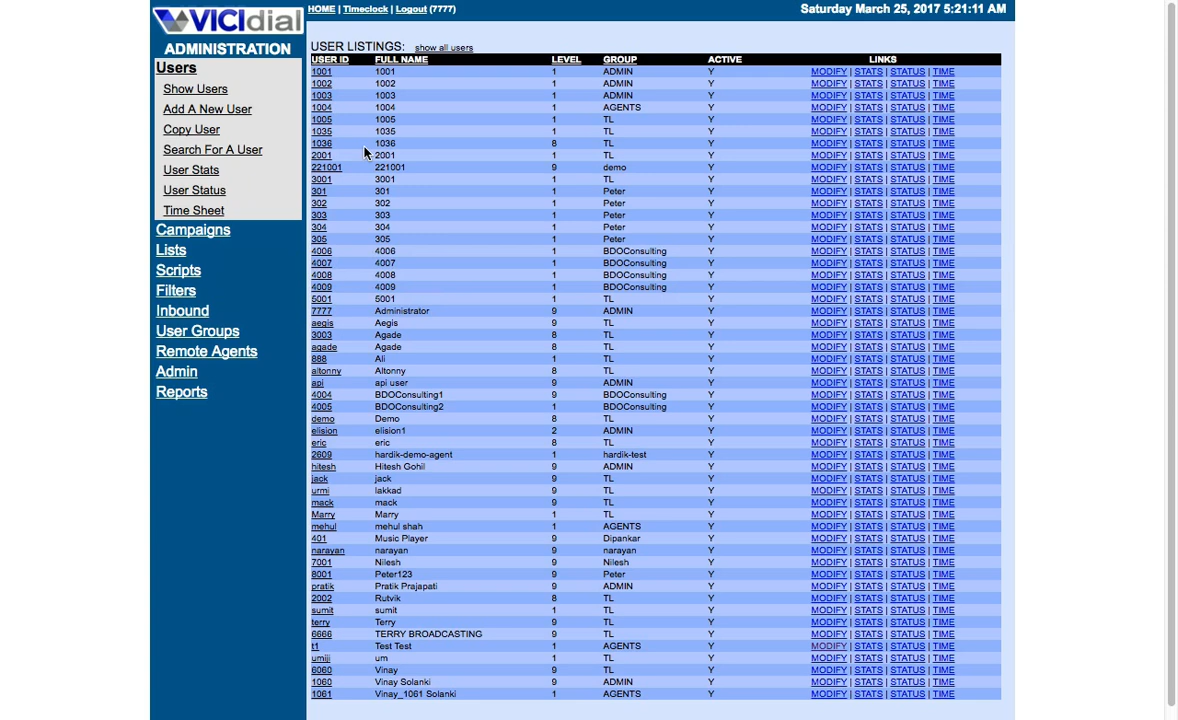 VICIdial
HOME | Timeclock | Logout (7777)
Saturday March 25, 2017 5:21:11 AM
ADMINISTRATION
Users
Show Users
Add A New User
Copy User
Search For A User
User Stats
User Status
Time Sheet
Campaigns
Lists
Scripts
Filters
Inbound
User Groups
Remote Agents
Admin
Reports
USER LISTINGS: show all users
USER ID FULL NAME LEVEL GROUP ACTIVE LINKS
1001 1001 1 ADMIN Y MODIFY | STATS | STATUS | TIME
1002 1002 1 ADMIN Y MODIFY | STATS | STATUS | TIME
1003 1003 1 ADMIN Y MODIFY | STATS | STATUS | TIME
1004 1004 1 AGENTS Y MODIFY | STATS | STATUS | TIME
1005 1005 1 TL Y MODIFY | STATS | STATUS | TIME
1035 1035 1 TL Y MODIFY | STATS | STATUS | TIME
1036 1036 8 TL Y MODIFY | STATS | STATUS | TIME
2001 2001 1 TL Y MODIFY | STATS | STATUS | TIME
221001 221001 9 demo Y MODIFY | STATS | STATUS | TIME
3001 3001 1 TL Y MODIFY | STATS | STATUS | TIME
301 301 1 Peter Y MODIFY | STATS | STATUS | TIME
302 302 1 Peter Y MODIFY | STATS | STATUS | TIME
303 303 1 Peter Y MODIFY | STATS | STATUS | TIME
304 304 1 Peter Y MODIFY | STATS | STATUS | TIME
305 305 1 Peter Y MODIFY | STATS | STATUS | TIME
4006 4006 1 BDOConsulting Y MODIFY | STATS | STATUS | TIME
4007 4007 1 BDOConsulting Y MODIFY | STATS | STATUS | TIME
4008 4008 1 BDOConsulting Y MODIFY | STATS | STATUS | TIME
4009 4009 1 BDOConsulting Y MODIFY | STATS | STATUS | TIME
5001 5001 1 TL Y MODIFY | STATS | STATUS | TIME
7777 Administrator 9 ADMIN Y MODIFY | STATS | STATUS | TIME
aegis Aegis 9 TL Y MODIFY | STATS | STATUS | TIME
3003 Agade 8 TL Y MODIFY | STATS | STATUS | TIME
agade Agade 8 TL Y MODIFY | STATS | STATUS | TIME
888 Ali 1 TL Y MODIFY | STATS | STATUS | TIME
altonny Altonny 8 TL Y MODIFY | STATS | STATUS | TIME
api api user 9 ADMIN Y MODIFY | STATS | STATUS | TIME
4004 BDOConsulting1 9 BDOConsulting Y MODIFY | STATS | STATUS | TIME
4005 BDOConsulting2 1 BDOConsulting Y MODIFY | STATS | STATUS | TIME
demo Demo 8 TL Y MODIFY | STATS | STATUS | TIME
elision elision1 2 ADMIN Y MODIFY | STATS | STATUS | TIME
eric eric 8 TL Y MODIFY | STATS | STATUS | TIME
2609 hardik-demo-agent 1 hardik-test Y MODIFY | STATS | STATUS | TIME
hitesh Hitesh Gohil 9 ADMIN Y MODIFY | STATS | STATUS | TIME
jack jack 9 TL Y MODIFY | STATS | STATUS | TIME
urmi lakkad 9 TL Y MODIFY | STATS | STATUS | TIME
mack mack 9 TL Y MODIFY | STATS | STATUS | TIME
Marry Marry 1 TL Y MODIFY | STATS | STATUS | TIME
mehul mehul shah 1 AGENTS Y MODIFY | STATS | STATUS | TIME
401 Music Player 9 Dipankar Y MODIFY | STATS | STATUS | TIME
narayan narayan 9 narayan Y MODIFY | STATS | STATUS | TIME
7001 Nilesh 9 Nilesh Y MODIFY | STATS | STATUS | TIME
8001 Peter123 9 Peter Y MODIFY | STATS | STATUS | TIME
pratik Pratik Prajapati 9 ADMIN Y MODIFY | STATS | STATUS | TIME
2002 Rutvik 8 TL Y MODIFY | STATS | STATUS | TIME
sumit sumit 1 TL Y MODIFY | STATS | STATUS | TIME
terry Terry 9 TL Y MODIFY | STATS | STATUS | TIME
6666 TERRY BROADCASTING 9 TL Y MODIFY | STATS | STATUS | TIME
t1 Test Test 1 AGENTS Y MODIFY | STATS | STATUS | TIME
umiji um 1 TL Y MODIFY | STATS | STATUS | TIME
6060 Vinay 9 TL Y MODIFY | STATS | STATUS | TIME
1060 Vinay Solanki 9 ADMIN Y MODIFY | STATS | STATUS | TIME
1061 Vinay_1061 Solanki 1 AGENTS Y MODIFY | STATS | STATUS | TIME